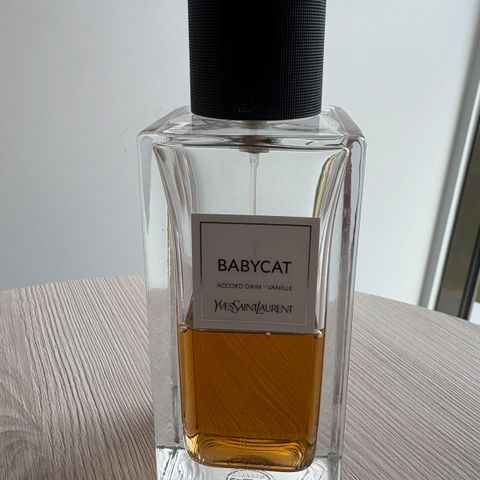 BABYCAT
ACCORD DAIM - VANILLE
YVESSAINTLAURENT